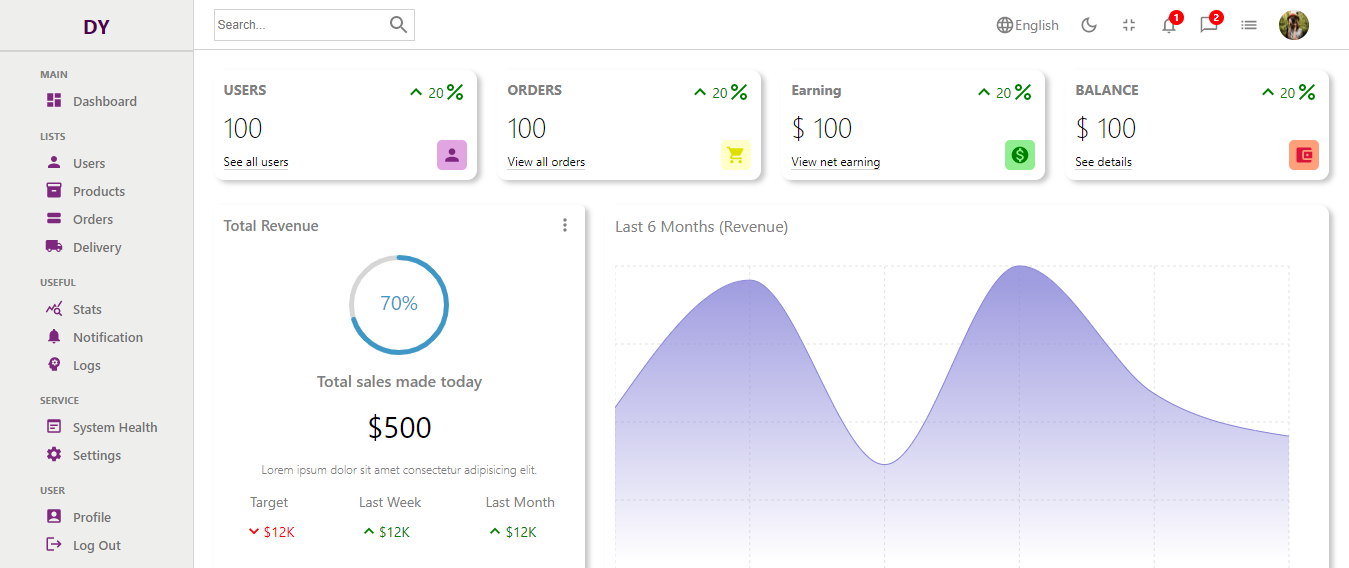 DY
Search...
English
1
2
MAIN
Dashboard
LISTS
Users
Products
Orders
Delivery
USEFUL
Stats
Notification
Logs
SERVICE
System Health
Settings
USER
Profile
Log Out
USERS
20 %
100
See all users
ORDERS
20 %
100
View all orders
Earning
20 %
$ 100
View net earning
BALANCE
20 %
$ 100
See details
Total Revenue
70%
Total sales made today
$500
Lorem ipsum dolor sit amet consectetur adipisicing elit.
Target Last Week Last Month
$12K $12K $12K
Last 6 Months (Revenue)